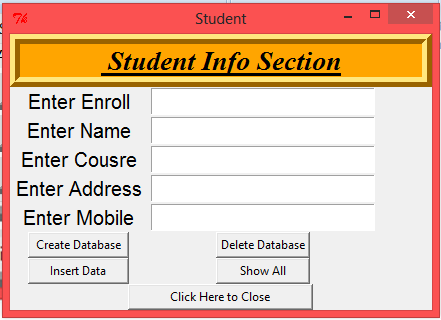 Student
Student Info Section
Enter Enroll
Enter Name
Enter Cousre
Enter Address
Enter Mobile
Create Database Delete Database
Insert Data Show All
Click Here to Close